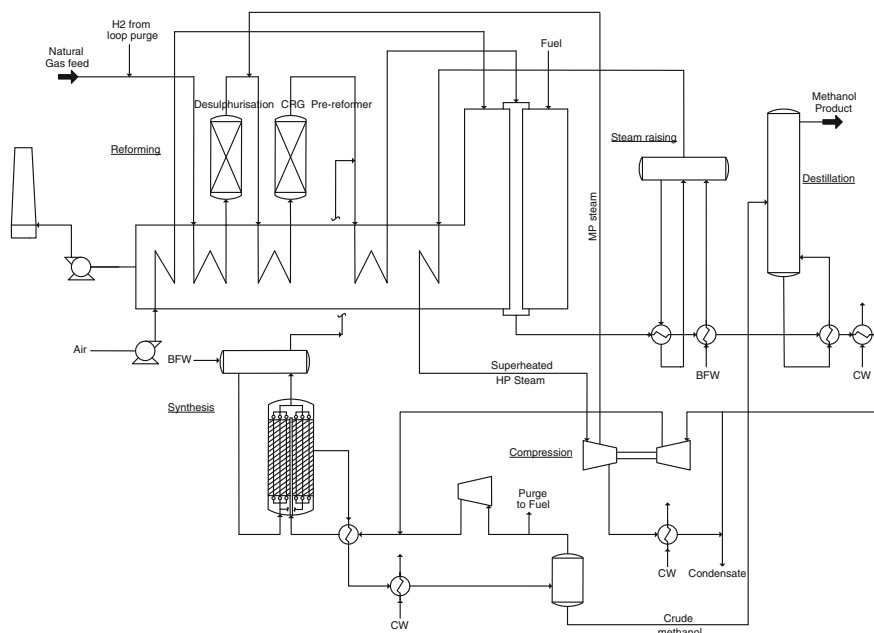 H2 from
loop purge
Natural
Gas feed
Fuel
Methanol
Product
Desulphurisation
CRG
Pre-reformer
Reforming
Steam raising
Destillation
MP steam
Air
BFW
Superheated
HP Steam
BFW
CW
Synthesis
Compression
Purge
to Fuel
CW
Condensate
CW
Crude
methanol